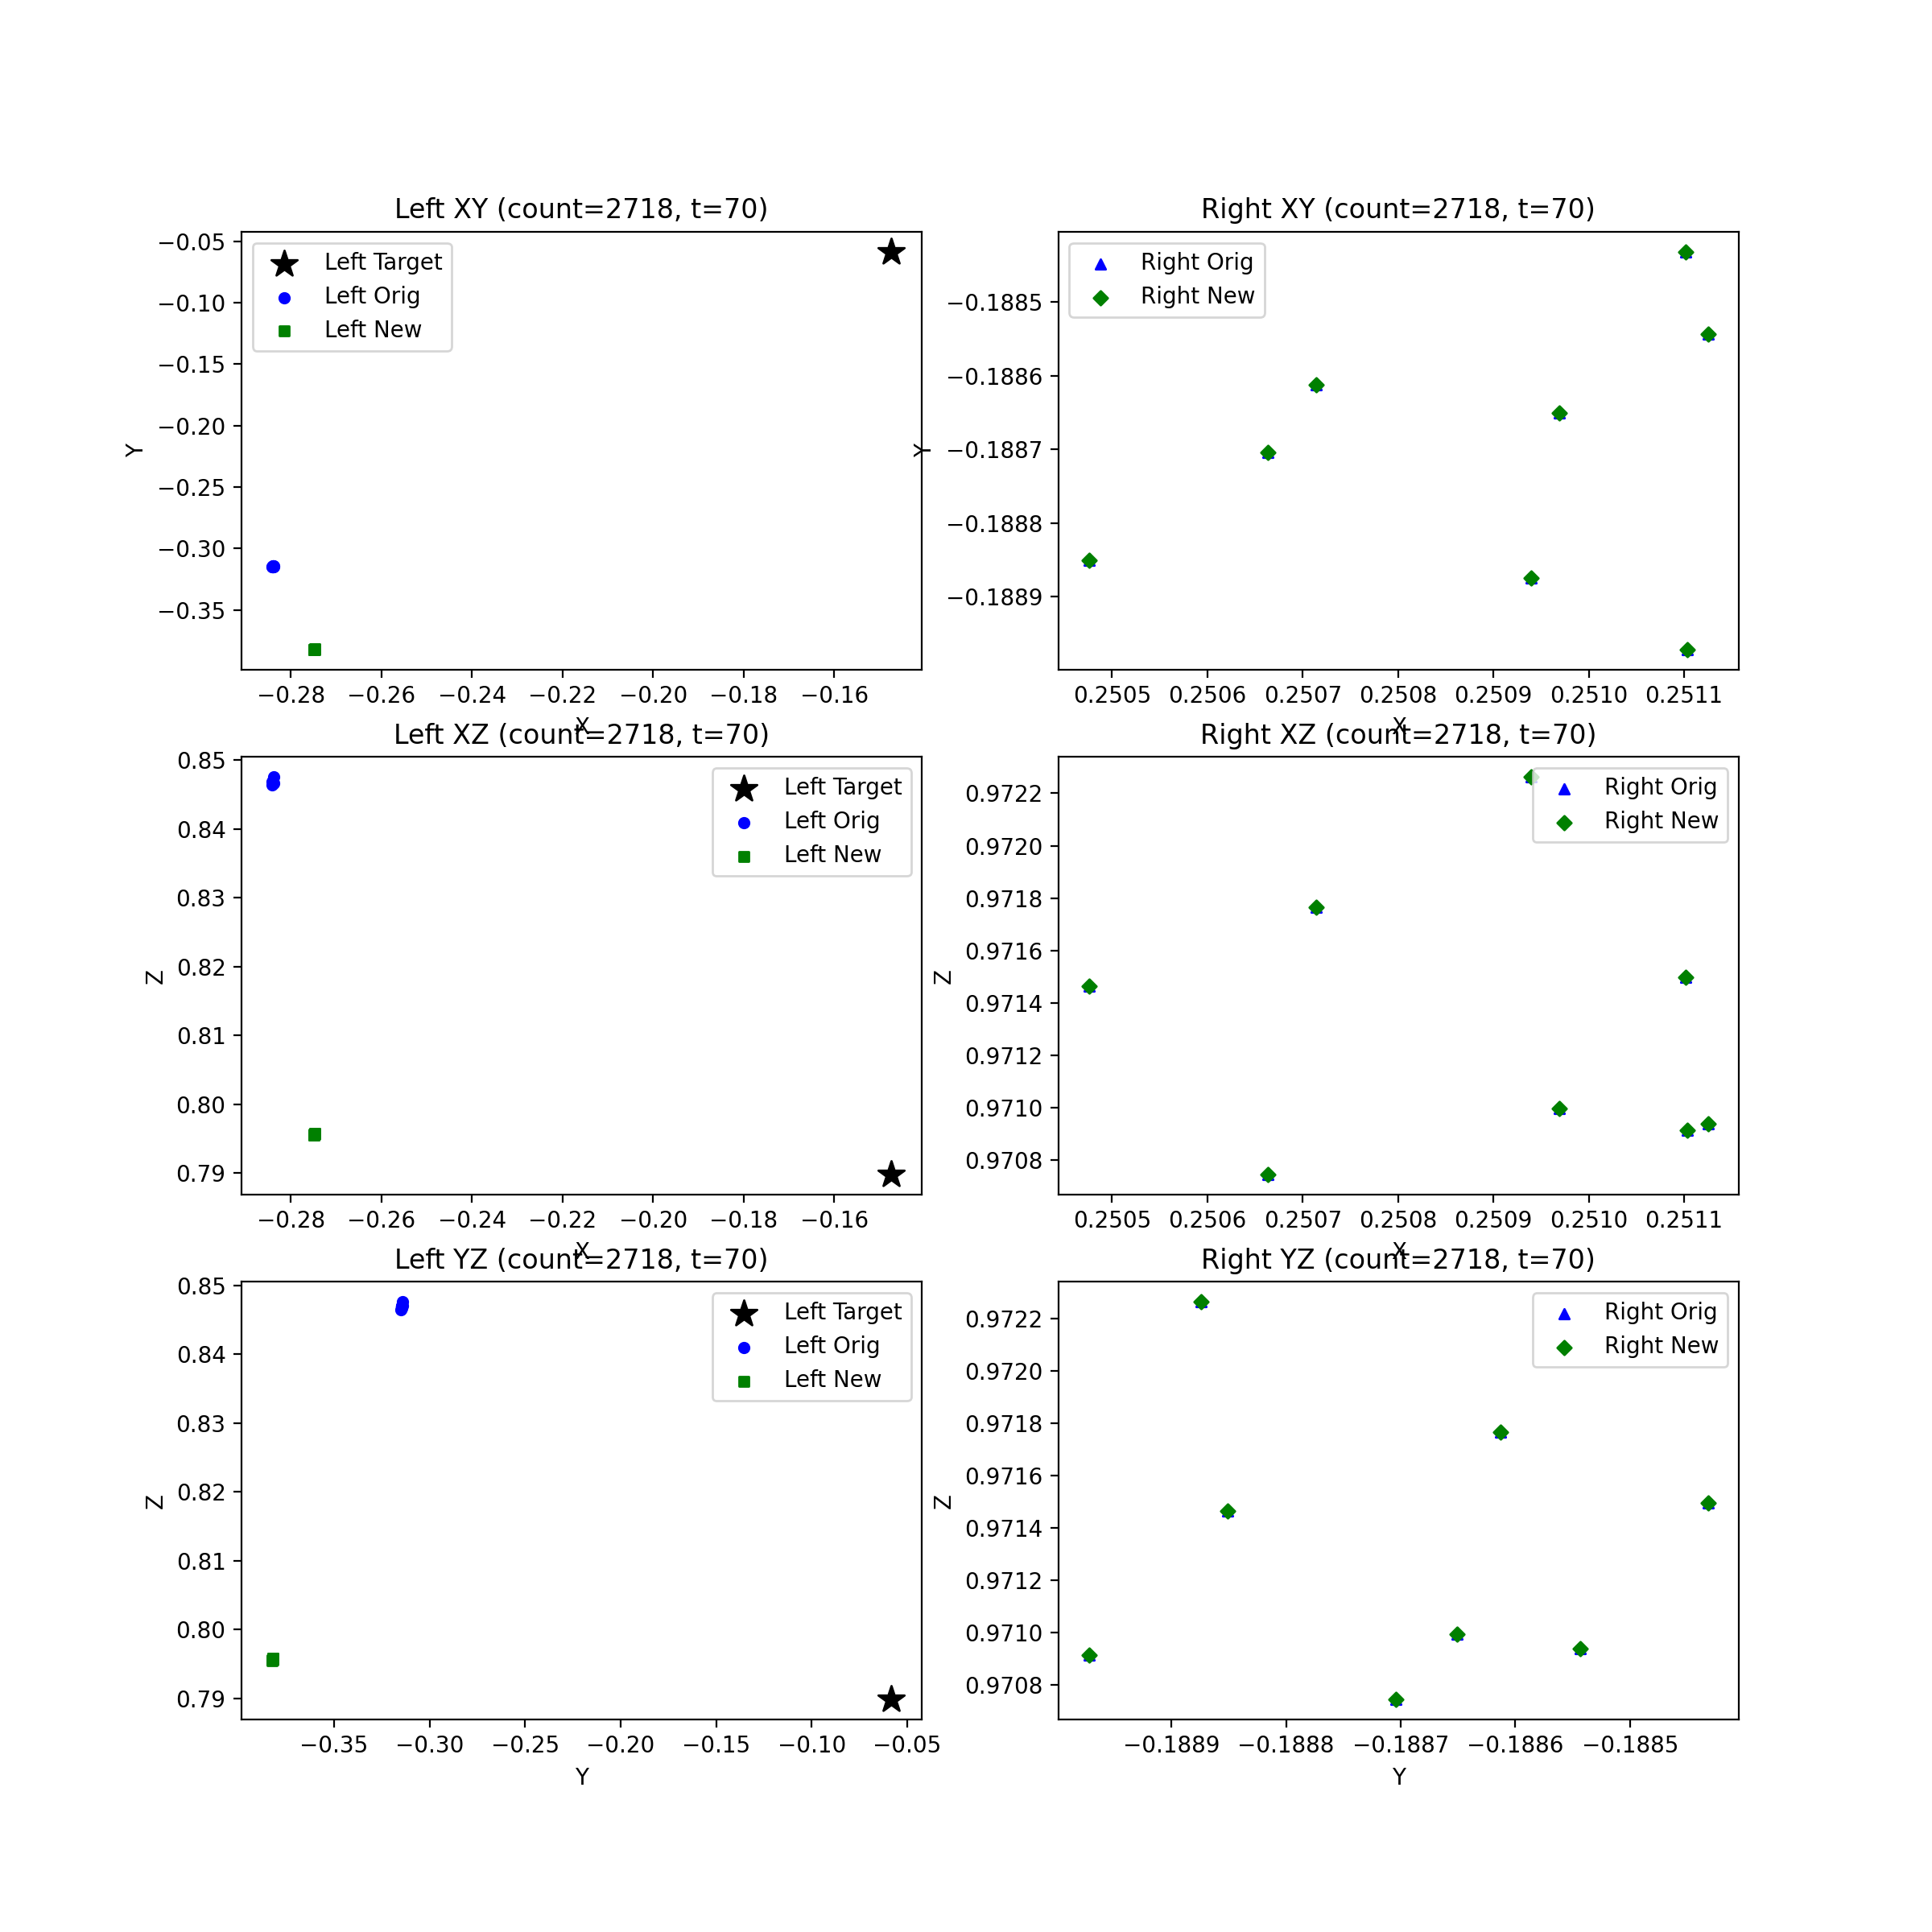 Left XY (count=2718, t=70)
−0.05
−0.10
−0.15
−0.20
−0.25
−0.30
−0.35
Y
Left Target
Left Orig
Left New
−0.28
−0.26
−0.24
−0.22
−0.20
−0.18
−0.16
X
Right XY (count=2718, t=70)
−0.1885
−0.1886
−0.1887
−0.1888
−0.1889
Y
Right Orig
Right New
0.2505
0.2506
0.2507
0.2508
0.2509
0.2510
0.2511
X
Left XZ (count=2718, t=70)
0.85
0.84
0.83
0.82
0.81
0.80
0.79
Z
Left Target
Left Orig
Left New
−0.28
−0.26
−0.24
−0.22
−0.20
−0.18
−0.16
X
Right XZ (count=2718, t=70)
0.9722
0.9720
0.9718
0.9716
0.9714
0.9712
0.9710
0.9708
Z
Right Orig
Right New
0.2505
0.2506
0.2507
0.2508
0.2509
0.2510
0.2511
X
Left YZ (count=2718, t=70)
0.85
0.84
0.83
0.82
0.81
0.80
0.79
Z
Left Target
Left Orig
Left New
−0.35
−0.30
−0.25
−0.20
−0.15
−0.10
−0.05
Y
Right YZ (count=2718, t=70)
0.9722
0.9720
0.9718
0.9716
0.9714
0.9712
0.9710
0.9708
Z
Right Orig
Right New
−0.1889
−0.1888
−0.1887
−0.1886
−0.1885
Y